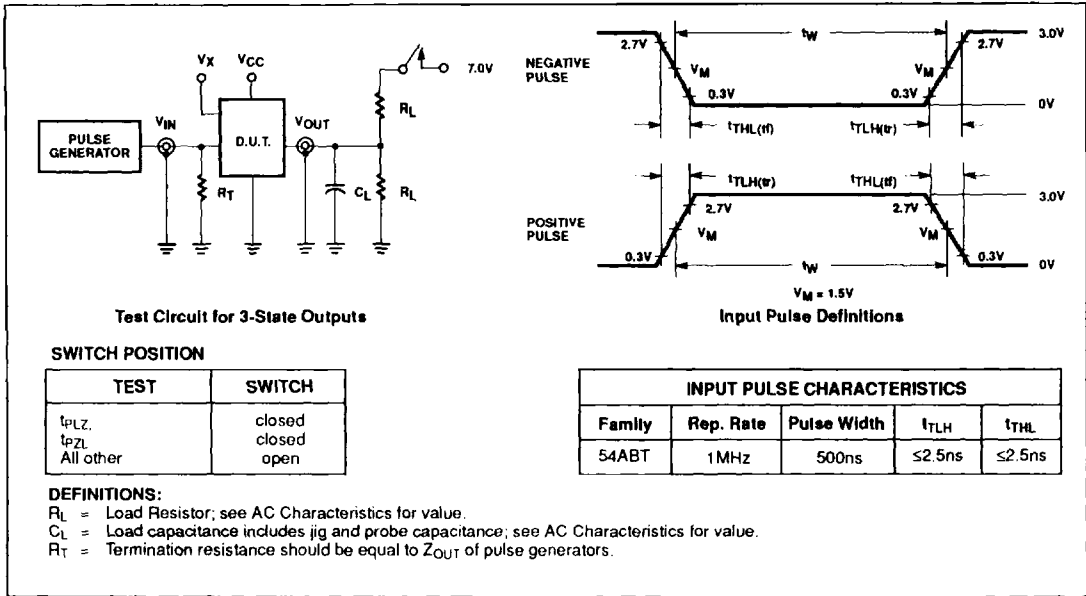 VX
VCC
7.0V
RL
VIN
VOUT
PULSE
GENERATOR
D.U.T.
RT
CL
RL
Test Circuit for 3-State Outputs
tW
3.0V
2.7V
2.7V
NEGATIVE
PULSE
VM
VM
0.3V
0.3V
0V
tTHL(tf)
tTLH(tr)
tTLH(tr)
tTHL(tf)
3.0V
2.7V
2.7V
POSITIVE
PULSE
VM
VM
0.3V
0.3V
tW
0V
VM = 1.5V
Input Pulse Definitions
SWITCH POSITION
TEST SWITCH
tPLZ, closed
tPZL closed
All other open
INPUT PULSE CHARACTERISTICS
Family Rep. Rate Pulse Width tTLH tTHL
54ABT 1MHz 500ns ≤2.5ns ≤2.5ns
DEFINITIONS:
RL = Load Resistor; see AC Characteristics for value.
CL = Load capacitance includes jig and probe capacitance; see AC Characteristics for value.
RT = Termination resistance should be equal to ZOUT of pulse generators.